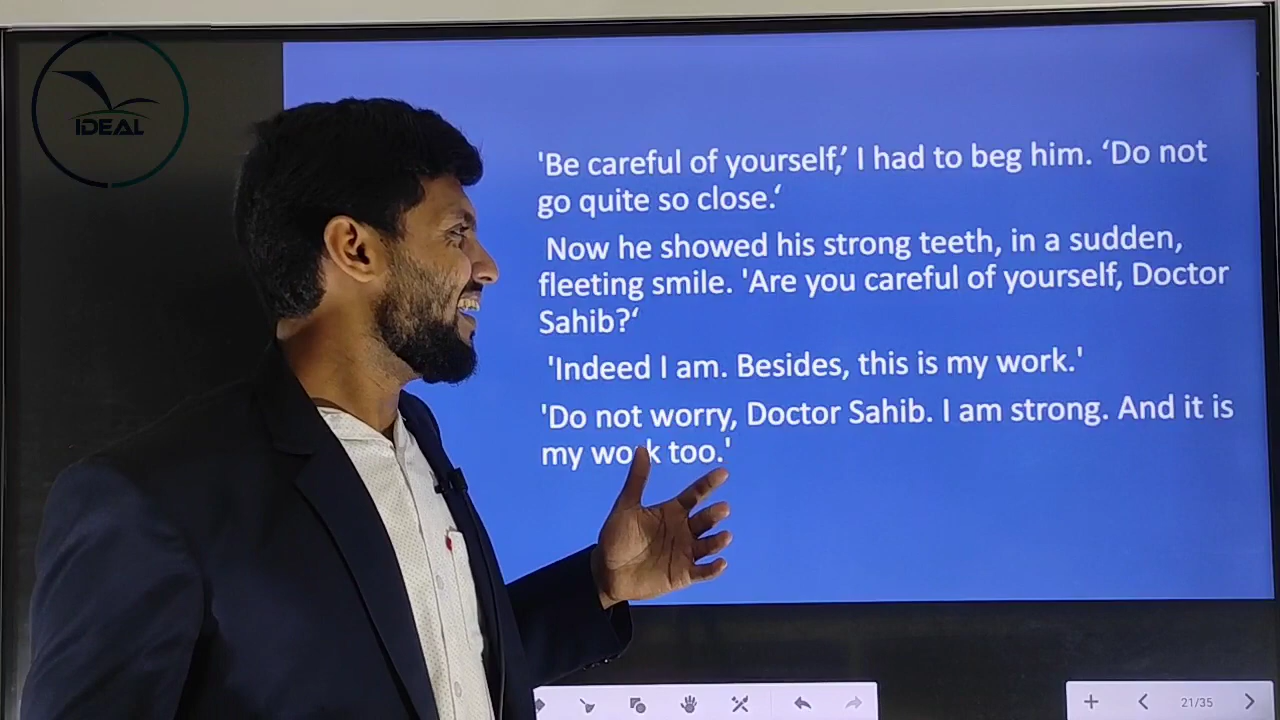 IDEAL
'Be careful of yourself,’ I had to beg him. ‘Do not
go quite so close.‘
Now he showed his strong teeth, in a sudden,
fleeting smile. 'Are you careful of yourself, Doctor
Sahib?‘
'Indeed I am. Besides, this is my work.'
'Do not worry, Doctor Sahib. I am strong. And it is
my work too.'
21/35